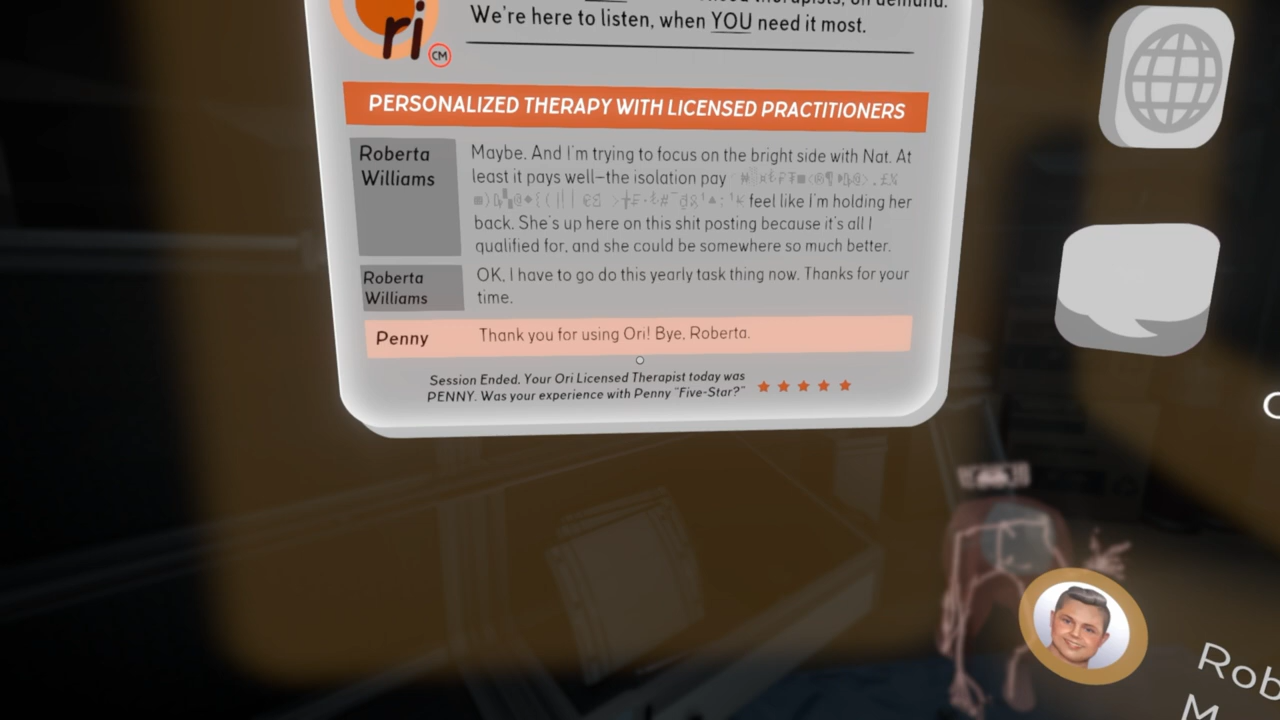 ri
CM
therapists, on demand.
We're here to listen, when YOU need it most.
PERSONALIZED THERAPY WITH LICENSED PRACTITIONERS
Roberta
Williams
Maybe. And I'm trying to focus on the bright side with Nat. At
least it pays well—the isolation pay
feel like I'm holding her
back. She's up here on this shit posting because it's all I
qualified for, and she could be somewhere so much better.
Roberta
Williams
OK, I have to go do this yearly task thing now. Thanks for your
time.
Penny
Thank you for using Ori! Bye, Roberta.
Session Ended. Your Ori Licensed Therapist today was
PENNY. Was your experience with Penny "Five-Star?"
Rob
M